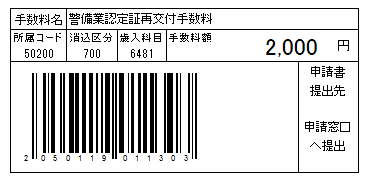 手数料名 警備業認定証再交付手数料
所属コード 消込区分 歳入科目 手数料額
50200 700 6481 2,000 円
申請書
提出先
申請窓口
へ提出
205011901 1303